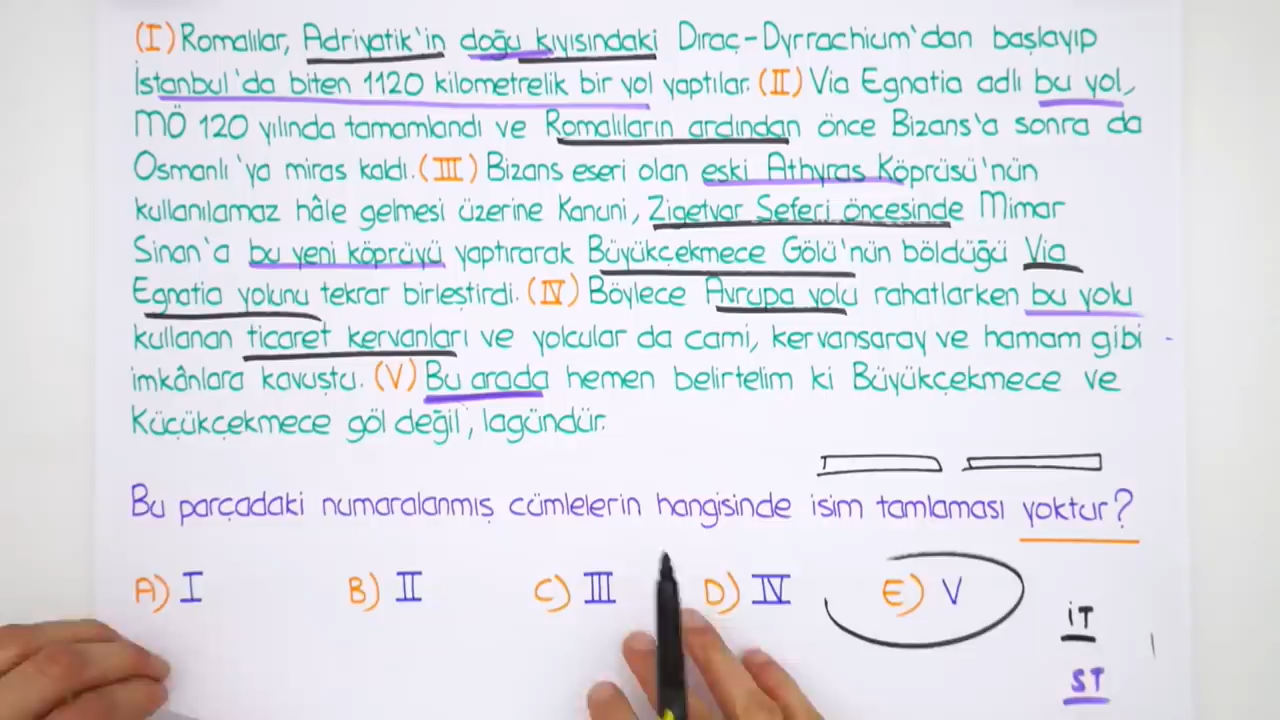 (I) Romalılar, Adriyatik'in doğu kıyısındaki Dıraç-Dyrrachium'dan başlayıp
İstanbul'da biten 1120 kilometrelik bir yol yaptılar. (II) Via Egnatia adlı bu yol,
MÖ 120 yılında tamamlandı ve Romalıların ardından önce Bizans'a sonra da
Osmanlı'ya miras kaldı. (III) Bizans eseri olan eski Athyras Köprüsü'nün
kullanılamaz hâle gelmesi üzerine Kanuni, Zigetvar Seferi öncesinde Mimar
Sinan'a bu yeni köprüyü yaptırarak Büyükçekmece Gölü'nün böldüğü Via
Egnatia yolunu tekrar birleştirdi. (IV) Böylece Avrupa yolu rahatlarken bu yolu
kullanan ticaret kervanları ve yolcular da cami, kervansaray ve hamam gibi
imkânlara kavuştu. (V) Bu arada hemen belirtelim ki Büyükçekmece ve
Küçükçekmece göl değil, lagündür.
Bu parçadaki numaralanmış cümlelerin hangisinde isim tamlaması yoktur?
A) I B) II C) III D) IV E) V
İT
ST